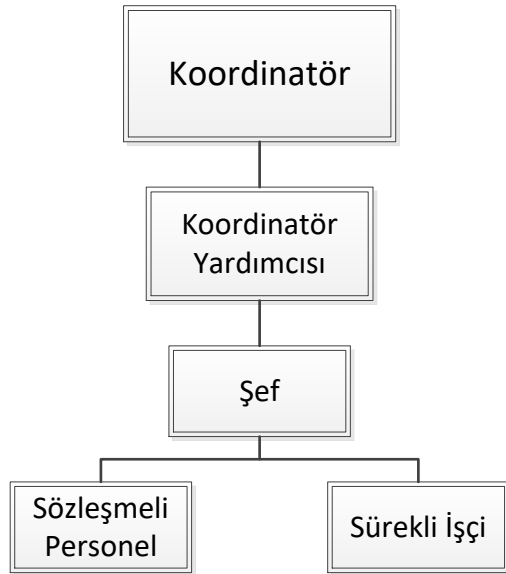 Koordinatör
Koordinatör
Yardımcısı
Şef
Sözleşmeli
Personel
Sürekli İşçi